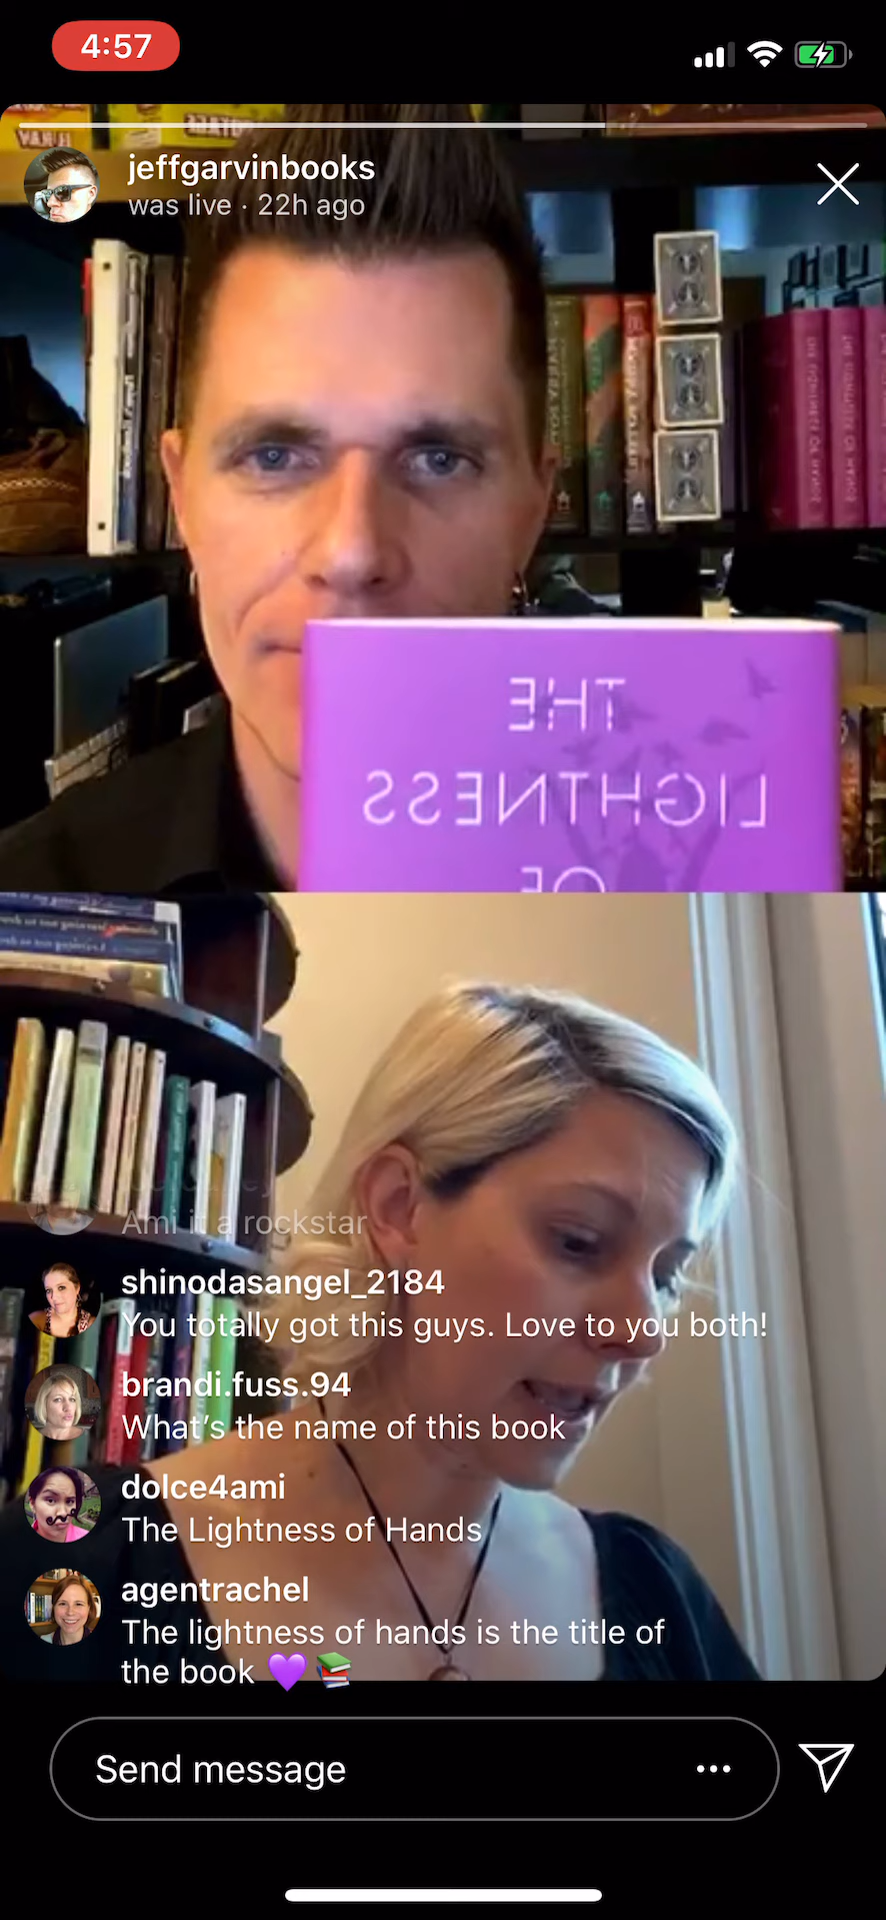 4:57
jeffgarvinbooks
was live · 22h ago
THE
LIGHTNESS
OF
Ami it a rockstar
shinodasangel_2184
You totally got this guys. Love to you both!
brandi.fuss.94
What's the name of this book
dolce4ami
The Lightness of Hands
agentrachel
The lightness of hands is the title of
the book 💜 📚
Send message